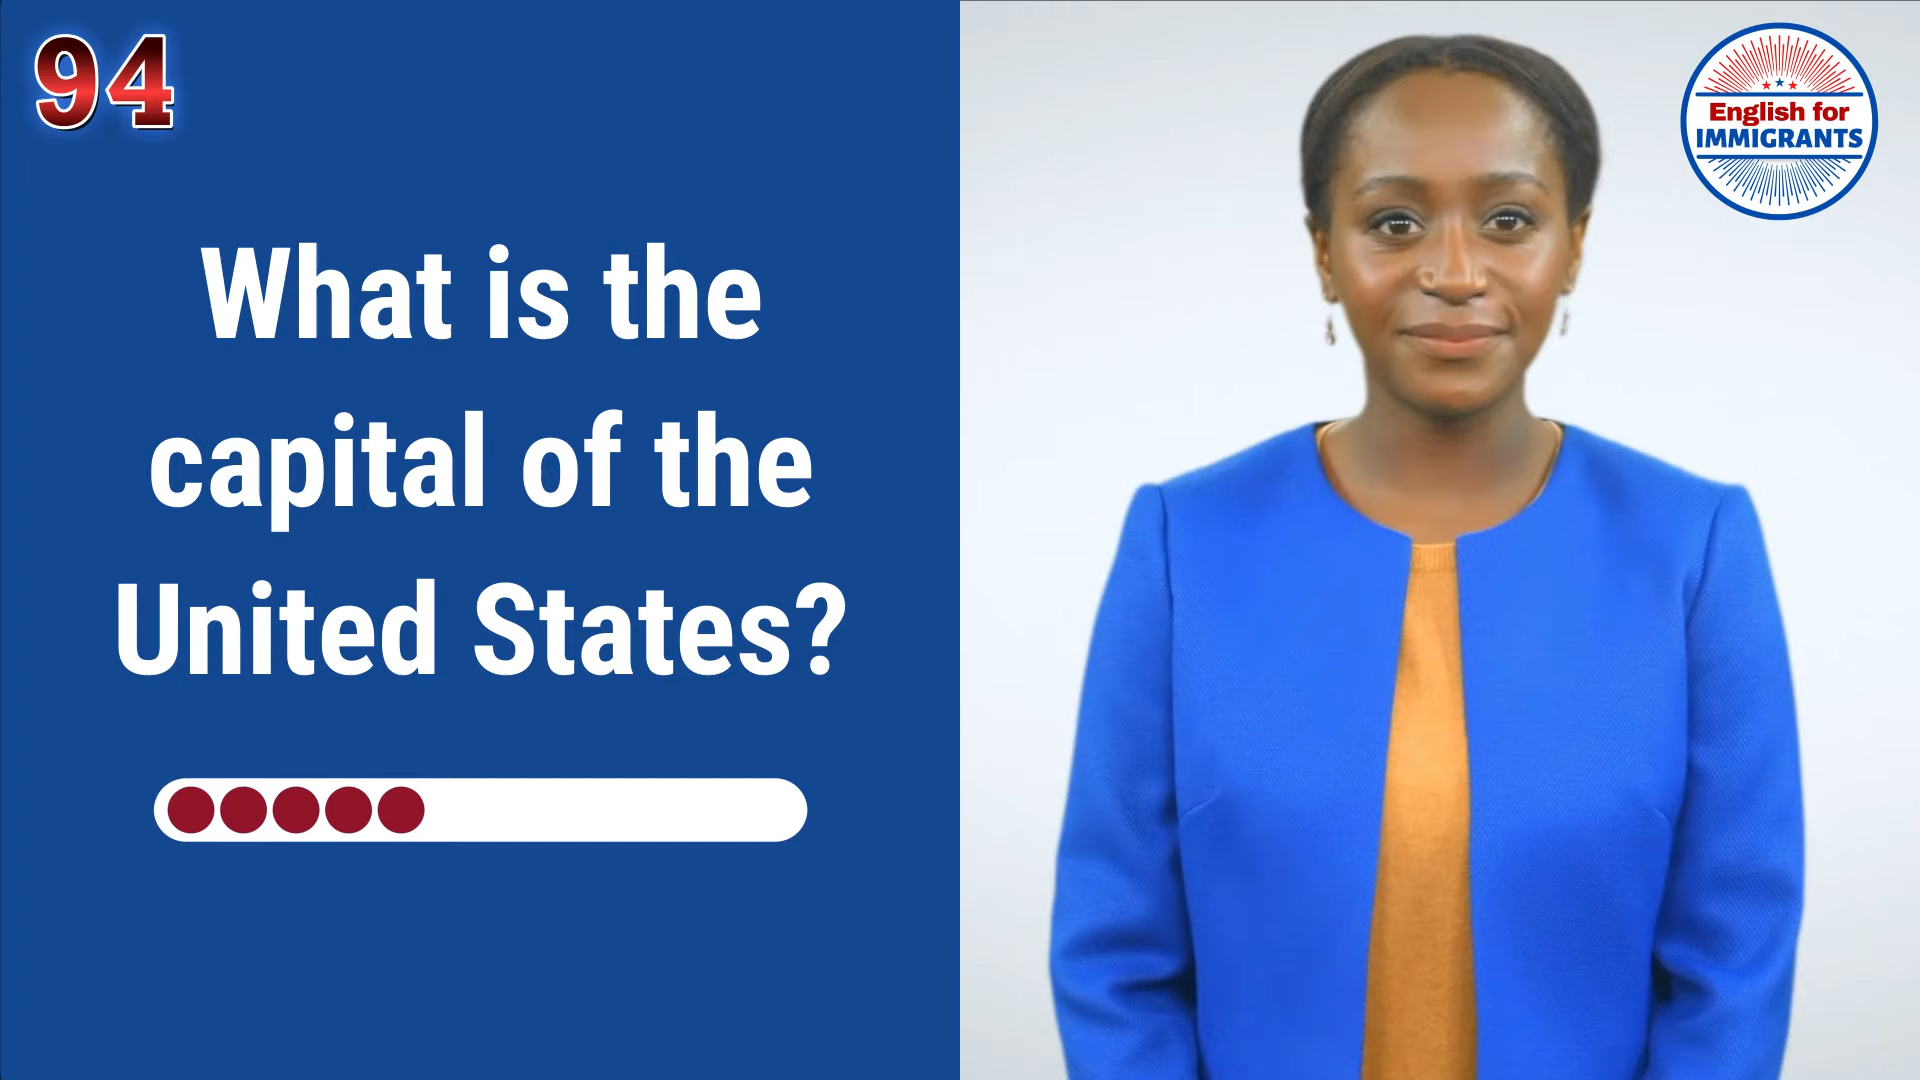 94
What is the
capital of the
United States?
English for
IMMIGRANTS